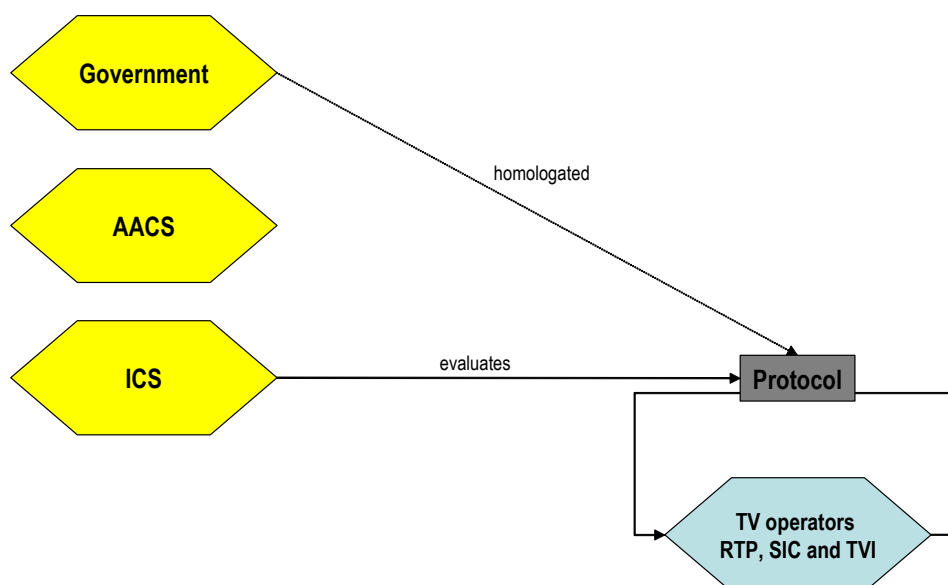 Government
homologated
AACS
evaluates
ICS
Protocol
TV operators
RTP, SIC and TVI